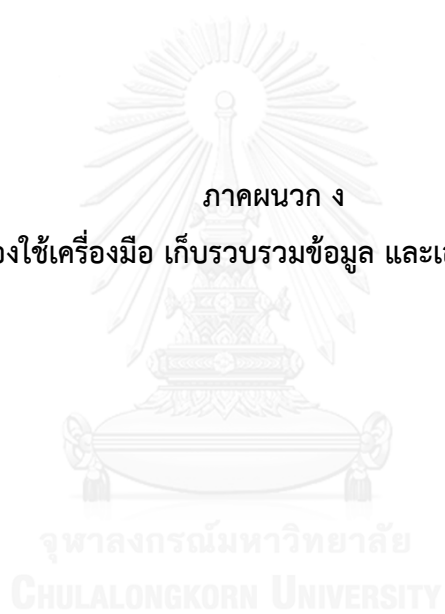 ภาคผนวก ง
องใช้เครื่องมือ เก็บรวบรวมข้อมูล และเ
จุฬาลงกรณ์มหาวิทยาลัย
CHULALONGKORN UNIVERSITY